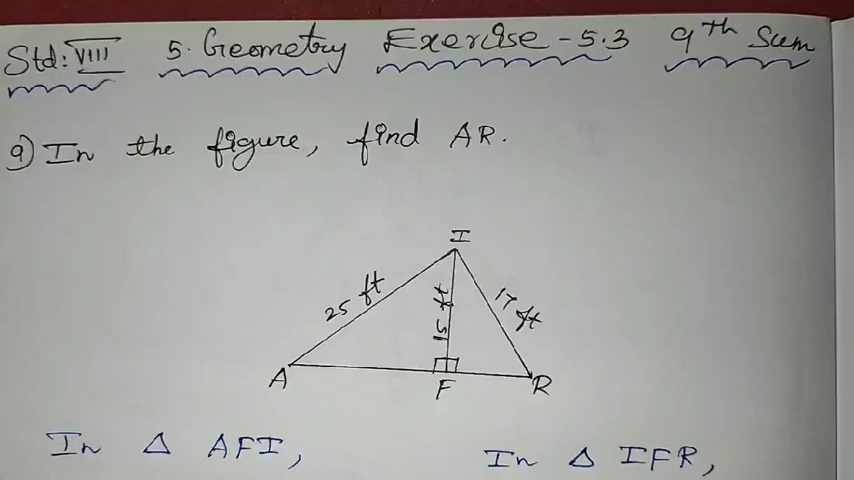 Std: VIII 5. Geometry Exercise - 5.3 9th Sum
9) In the figure, find AR.
I
25 ft 15 ft 17 ft
A F R
In Δ AFI, In Δ IFR,